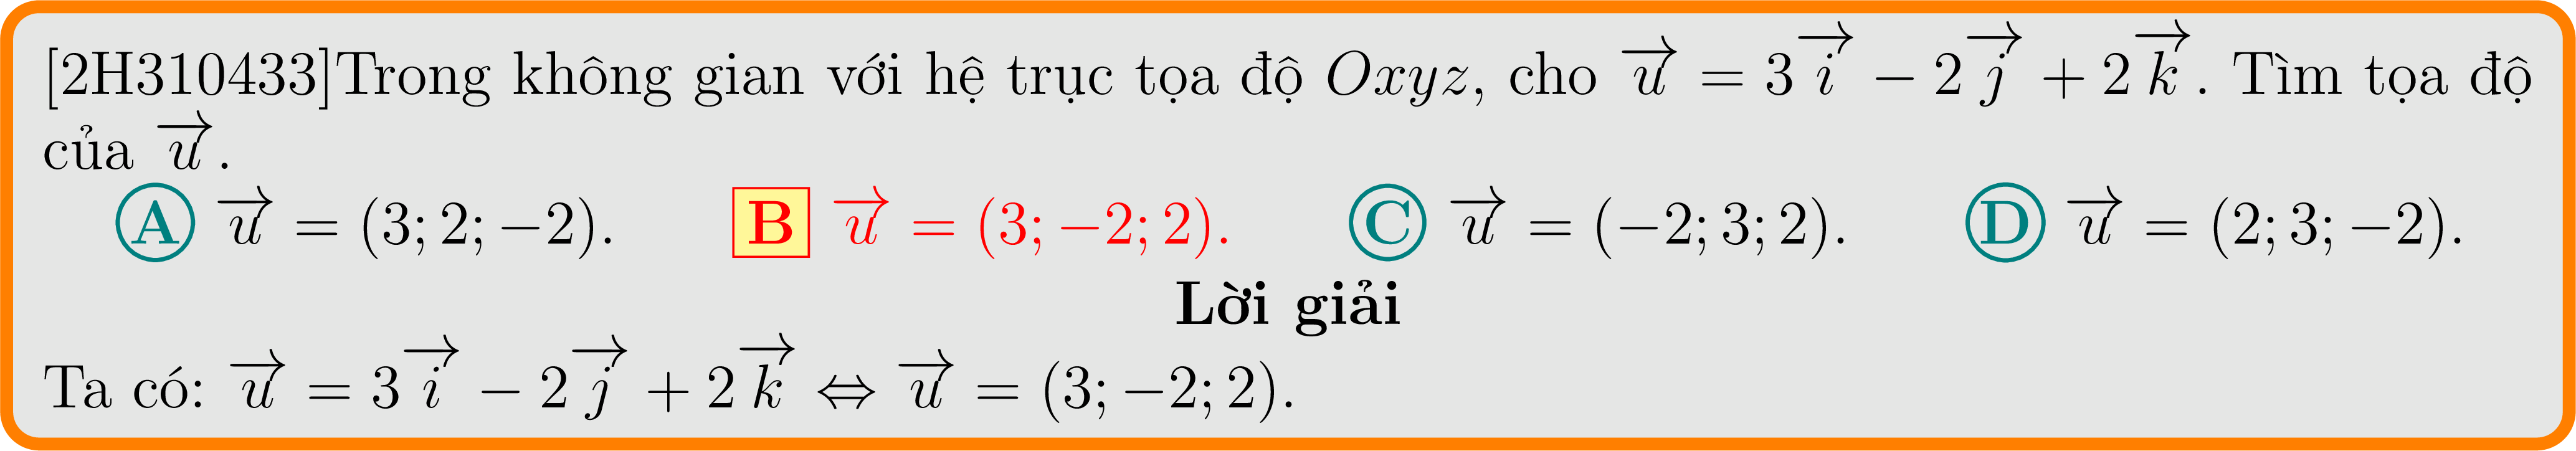 [2H310433]Trong không gian với hệ trục tọa độ Oxyz, cho $\overrightarrow{u} = 3\overrightarrow{i} - 2\overrightarrow{j} + 2\overrightarrow{k}$. Tìm tọa độ
của $\overrightarrow{u}$.
A $\overrightarrow{u} = (3; 2; -2)$. B $\overrightarrow{u} = (3; -2; 2)$. C $\overrightarrow{u} = (-2; 3; 2)$. D $\overrightarrow{u} = (2; 3; -2)$.
Lời giải
Ta có: $\overrightarrow{u} = 3\overrightarrow{i} - 2\overrightarrow{j} + 2\overrightarrow{k} \Leftrightarrow \overrightarrow{u} = (3; -2; 2)$.